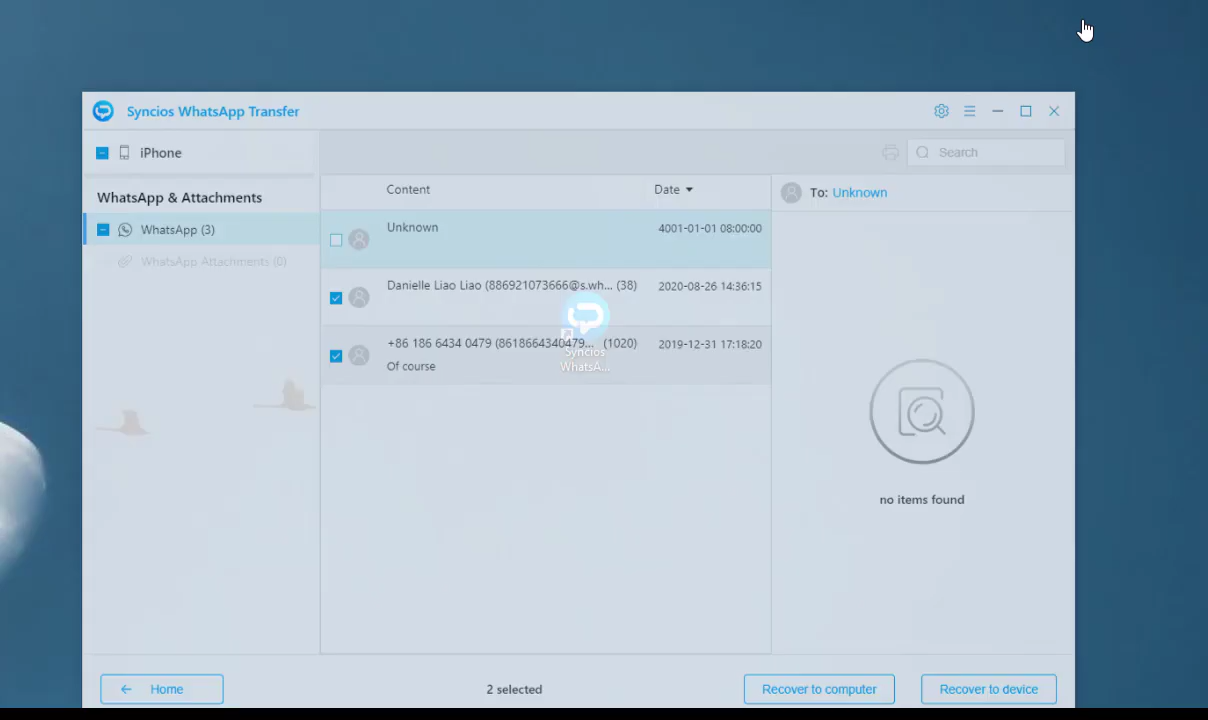 Syncios WhatsApp Transfer
iPhone
Search
WhatsApp & Attachments
WhatsApp (3)
WhatsApp Attachments (0)
Content
Date
Unknown
4001-01-01 08:00:00
Danielle Liao Liao (886921073666@s.wh... (38)
2020-08-26 14:36:15
+86 186 6434 0479 (8618664340479... (1020)
2019-12-31 17:18:20
Of course
Syncios
WhatsA...
To: Unknown
no items found
Home
2 selected
Recover to computer
Recover to device